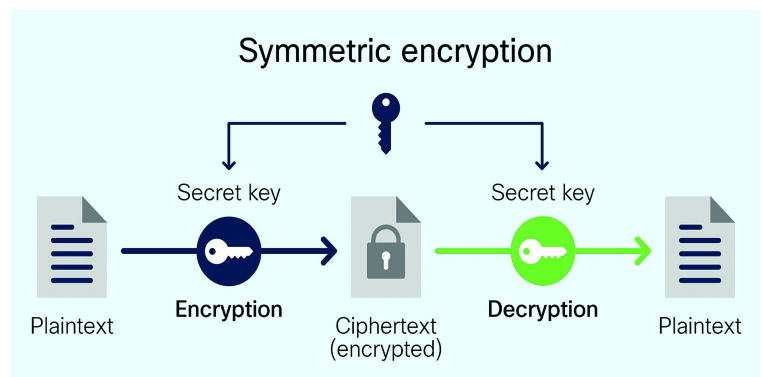 Symmetric encryption
Secret key
Secret key
Encryption
Decryption
Plaintext
Ciphertext
(encrypted)
Plaintext